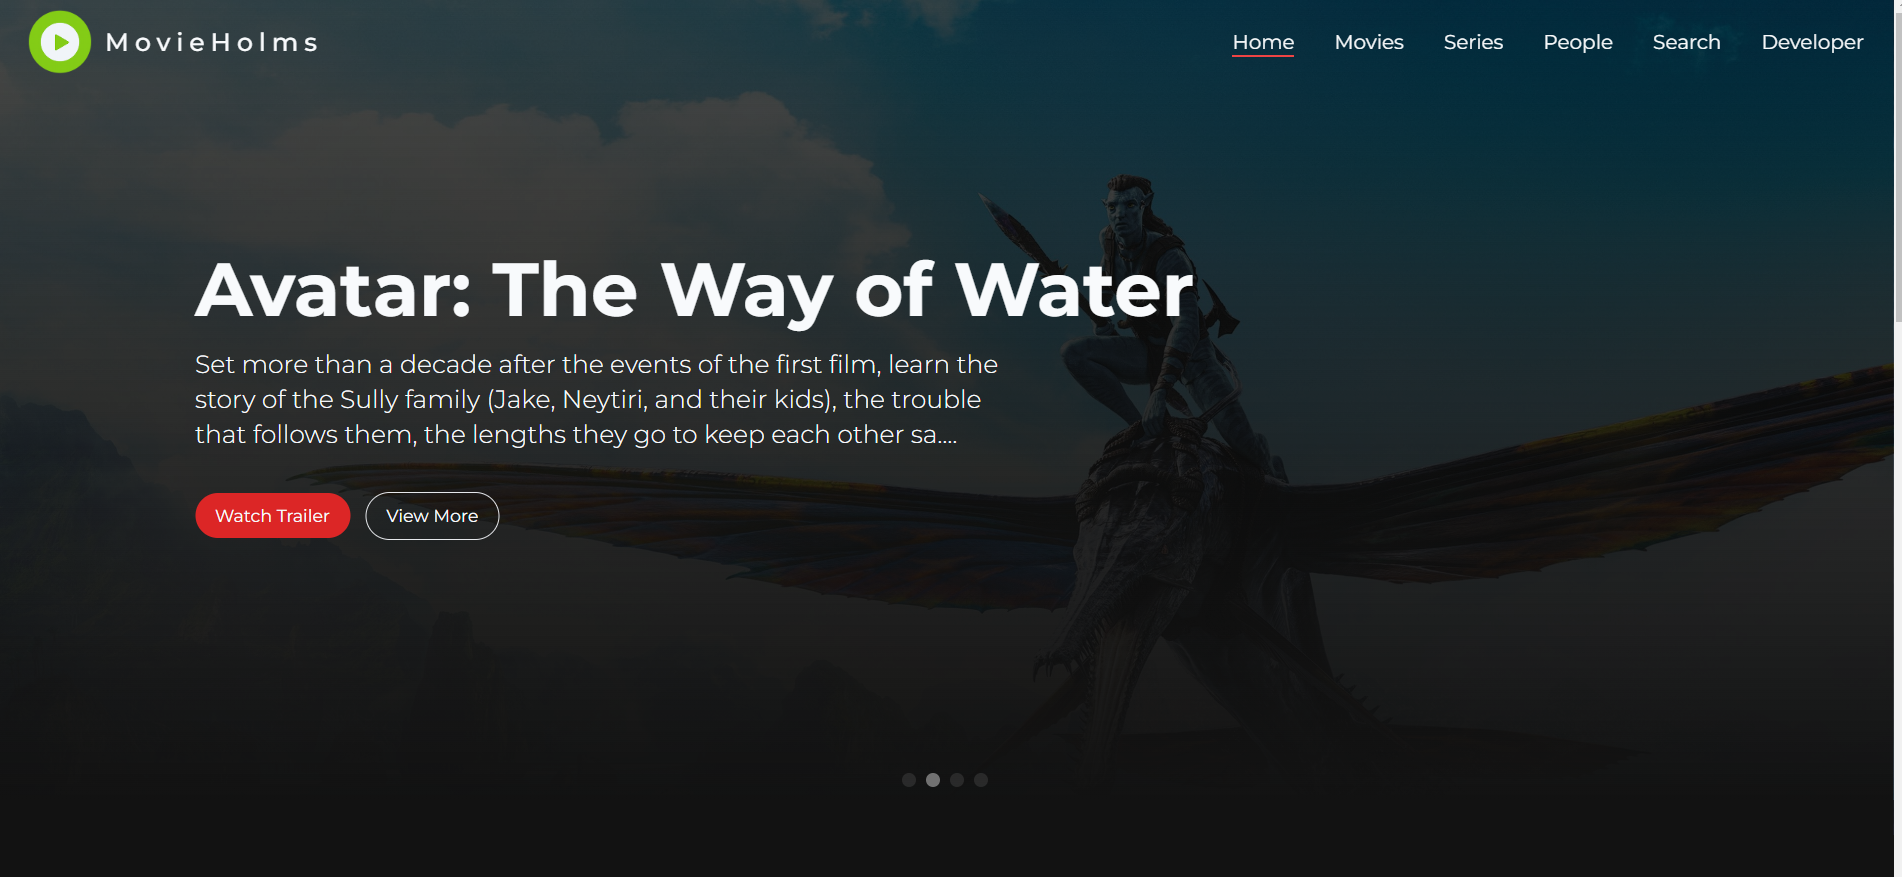 MovieHolms
Home Movies Series People Search Developer
Avatar: The Way of Water
Set more than a decade after the events of the first film, learn the
story of the Sully family (Jake, Neytiri, and their kids), the trouble
that follows them, the lengths they go to keep each other sa....
Watch Trailer View More